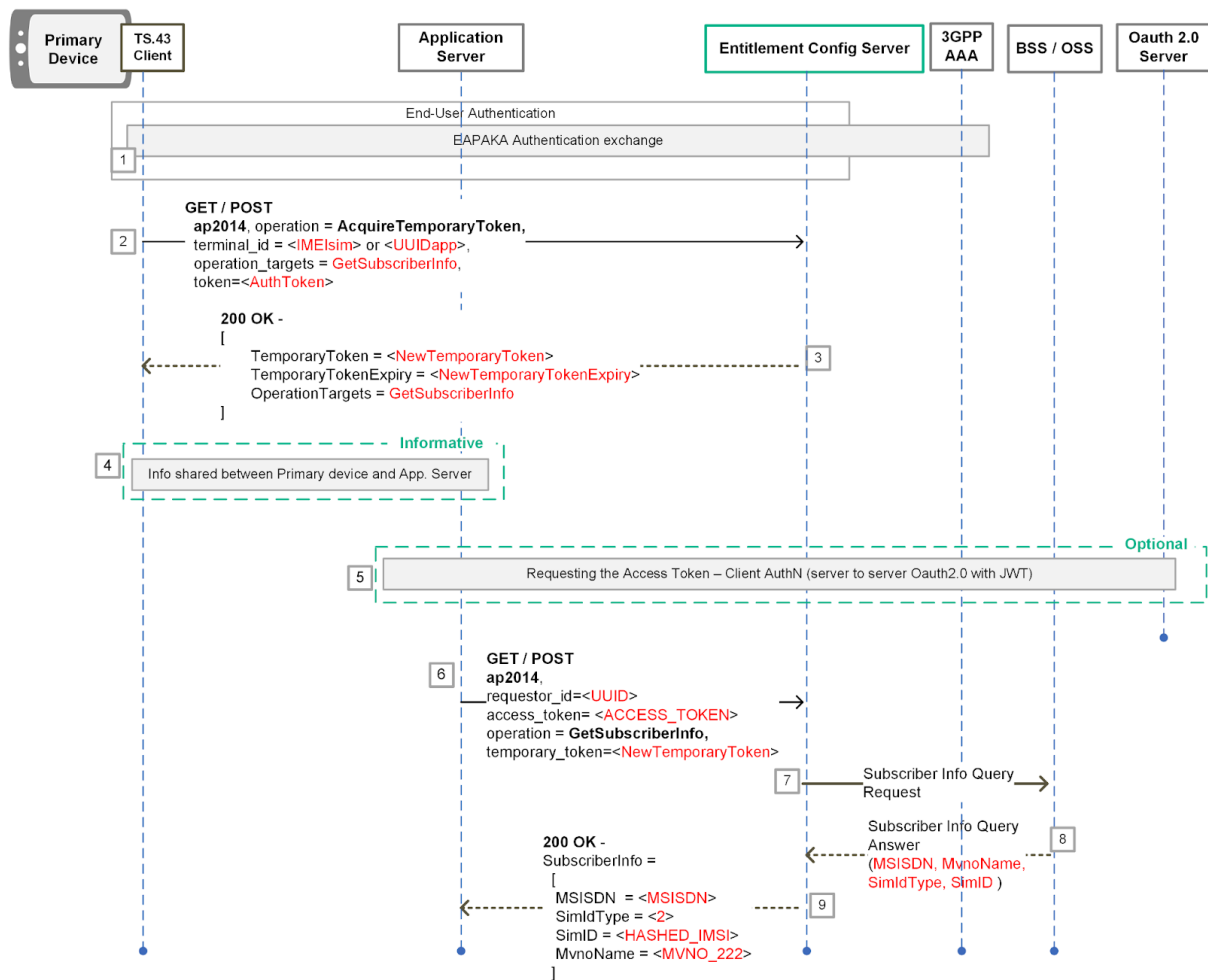 Primary
Device
TS.43
Client
Application
Server
Entitlement Config Server
3GPP
AAA
BSS / OSS
Oauth 2.0
Server
End-User Authentication
EAPAKA Authentication exchange
1
GET / POST
ap2014, operation = AcquireTemporaryToken,
2
terminal_id = <IMEIsim> or <UUIDapp>,
operation_targets = GetSubscriberInfo,
token=<AuthToken>
200 OK -
[
TemporaryToken = <NewTemporaryToken>
3
TemporaryTokenExpiry = <NewTemporaryTokenExpiry>
OperationTargets = GetSubscriberInfo
]
Informative
4
Info shared between Primary device and App. Server
Optional
5
Requesting the Access Token – Client AuthN (server to server Oauth2.0 with JWT)
GET / POST
6
ap2014,
requestor_id=<UUID>
access_token= <ACCESS_TOKEN>
operation = GetSubscriberInfo,
temporary_token=<NewTemporaryToken>
7
Subscriber Info Query
Request
Subscriber Info Query
Answer
(MSISDN, MvnoName,
SimIdType, SimID )
8
200 OK -
SubscriberInfo =
[
MSISDN = <MSISDN>
9
SimIdType = <2>
SimID = <HASHED_IMSI>
MvnoName = <MVNO_222>
]